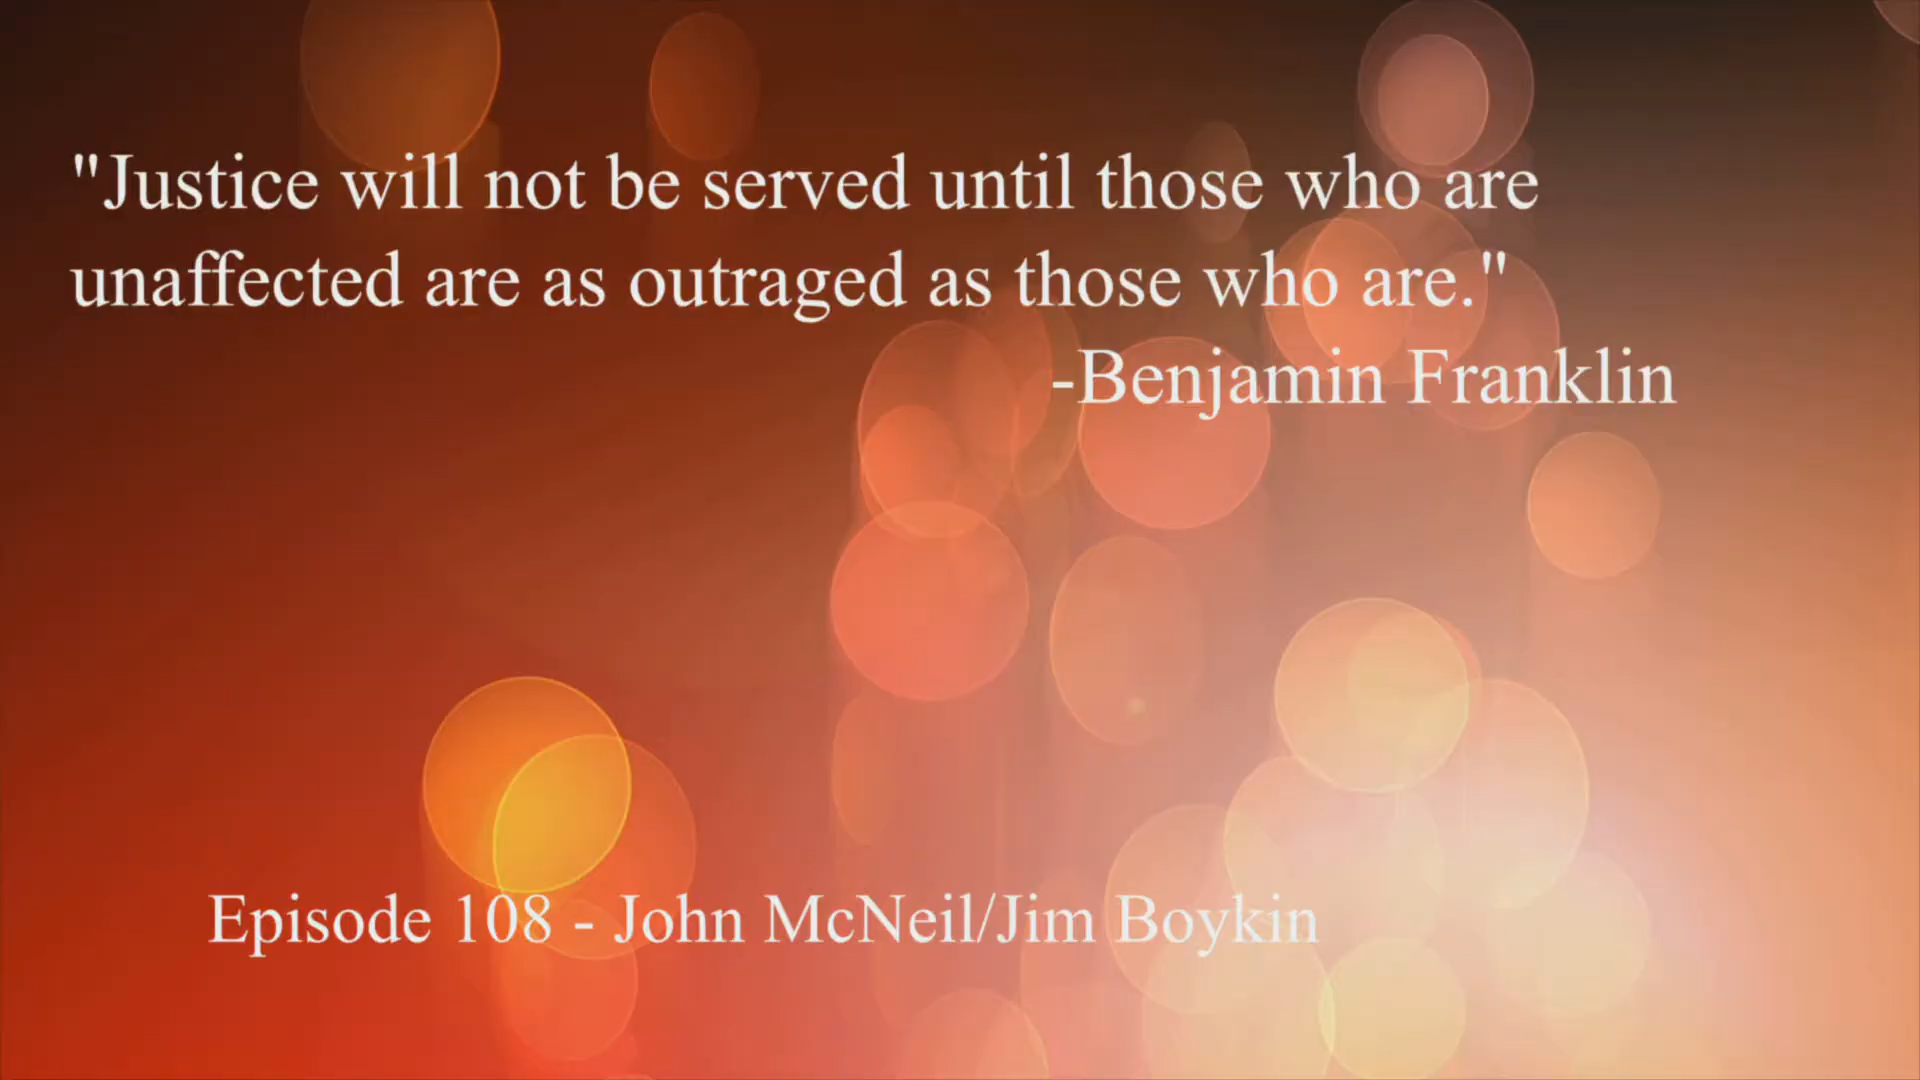 "Justice will not be served until those who are
unaffected are as outraged as those who are."
-Benjamin Franklin
Episode 108 - John McNeil/Jim Boykin